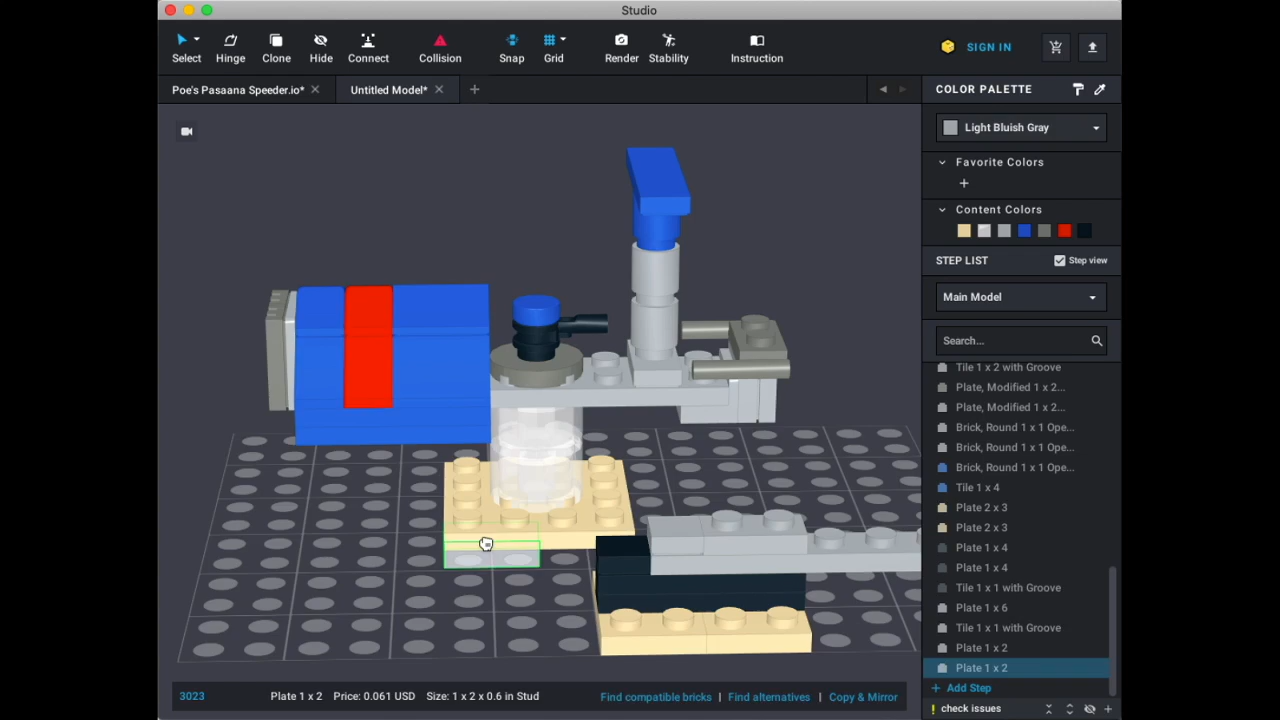 Studio
Select Hinge Clone Hide Connect Collision Snap Grid Render Stability Instruction SIGN IN
Poe's Pasaana Speeder.io* Untitled Model*
COLOR PALETTE
Light Bluish Gray
Favorite Colors
Content Colors
STEP LIST Step view
Main Model
Search...
Tile 1 x 2 with Groove
Plate, Modified 1 x 2...
Plate, Modified 1 x 2...
Brick, Round 1 x 1 Ope...
Brick, Round 1 x 1 Ope...
Brick, Round 1 x 1 Ope...
Tile 1 x 4
Plate 2 x 3
Plate 2 x 3
Plate 1 x 4
Plate 1 x 4
Tile 1 x 1 with Groove
Plate 1 x 6
Tile 1 x 1 with Groove
Plate 1 x 2
Plate 1 x 2
+ Add Step
! check issues
3023 Plate 1 x 2 Price: 0.061 USD Size: 1 x 2 x 0.6 in Stud Find compatible bricks | Find alternatives | Copy & Mirror